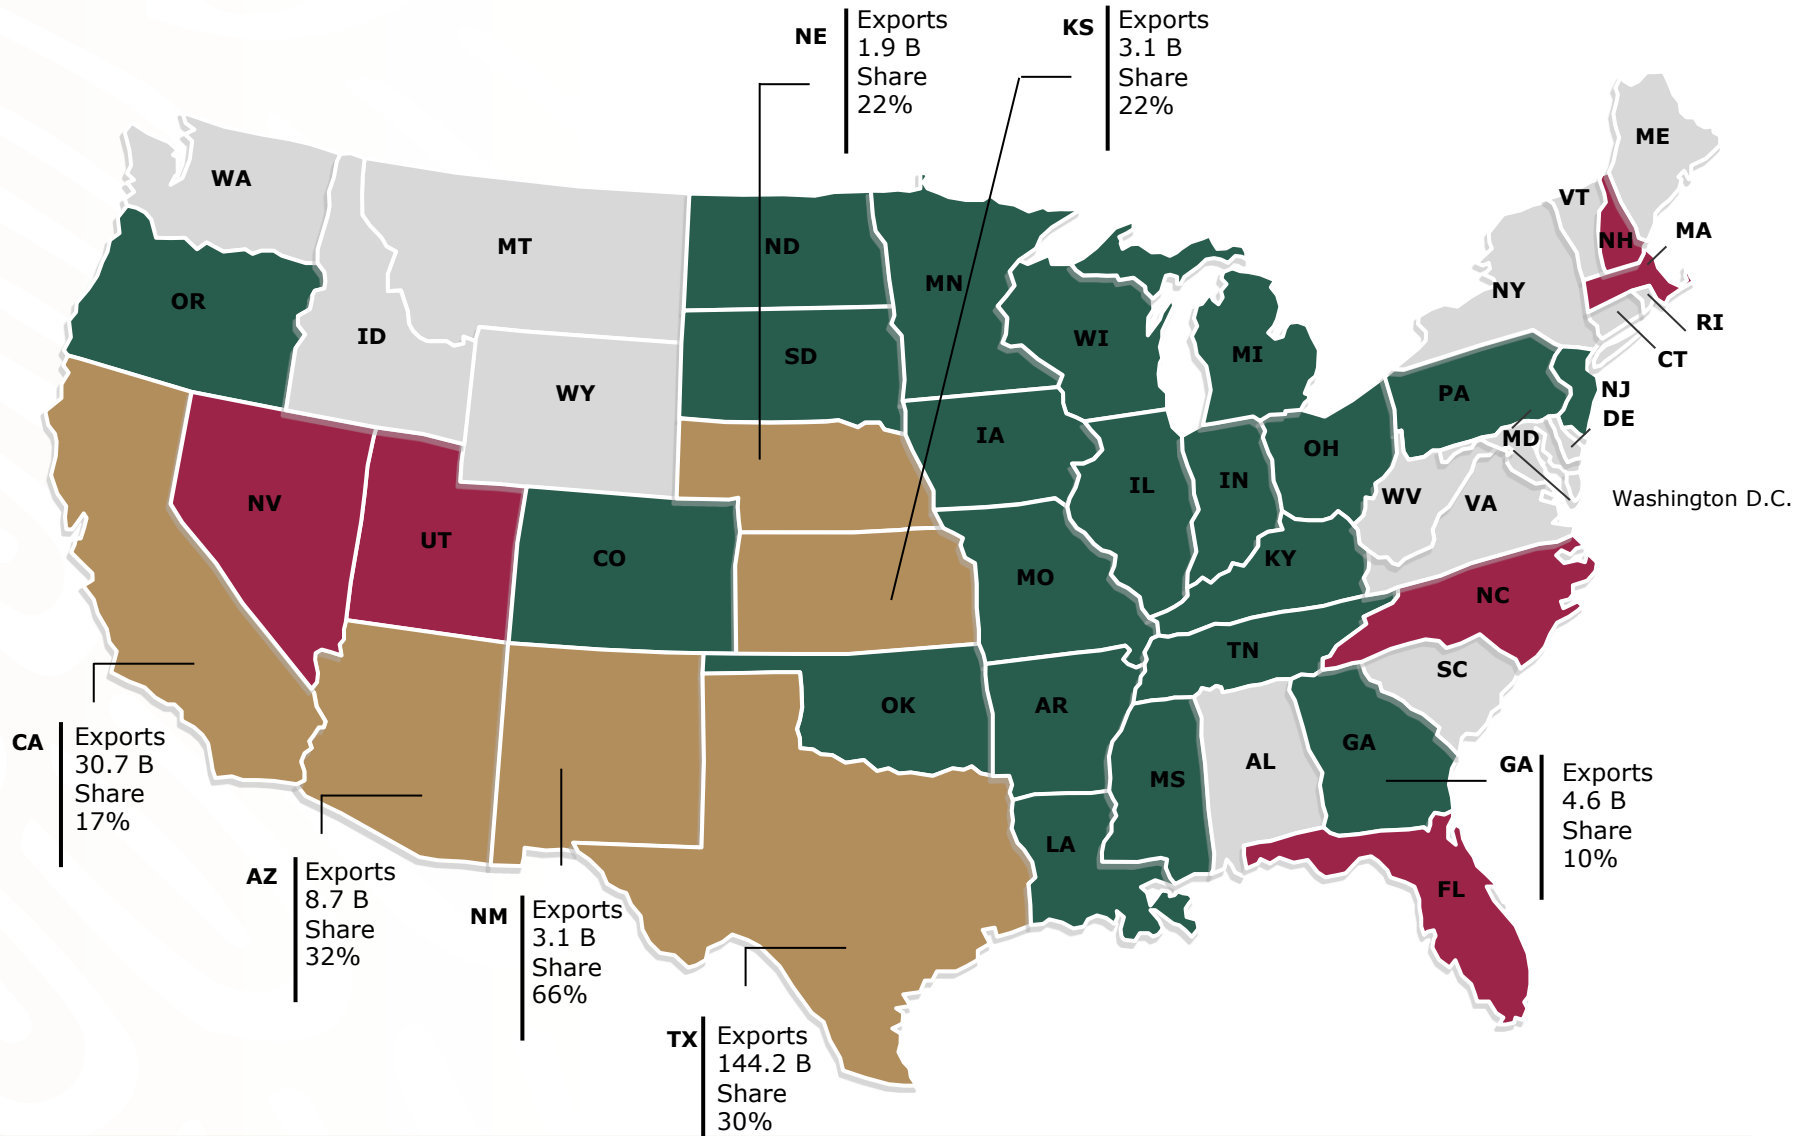 NE
Exports
1.9 B
Share
22%
KS
Exports
3.1 B
Share
22%
WA
OR
ID
MT
WY
ND
SD
MN
WI
MI
IA
IL
IN
OH
PA
NY
VT
NH
ME
MA
RI
CT
NJ
DE
MD
Washington D.C.
WV
VA
NC
SC
KY
TN
MO
AR
OK
CO
UT
NV
LA
MS
AL
GA
FL
CA
Exports
30.7 B
Share
17%
AZ
Exports
8.7 B
Share
32%
NM
Exports
3.1 B
Share
66%
TX
Exports
144.2 B
Share
30%
GA
Exports
4.6 B
Share
10%